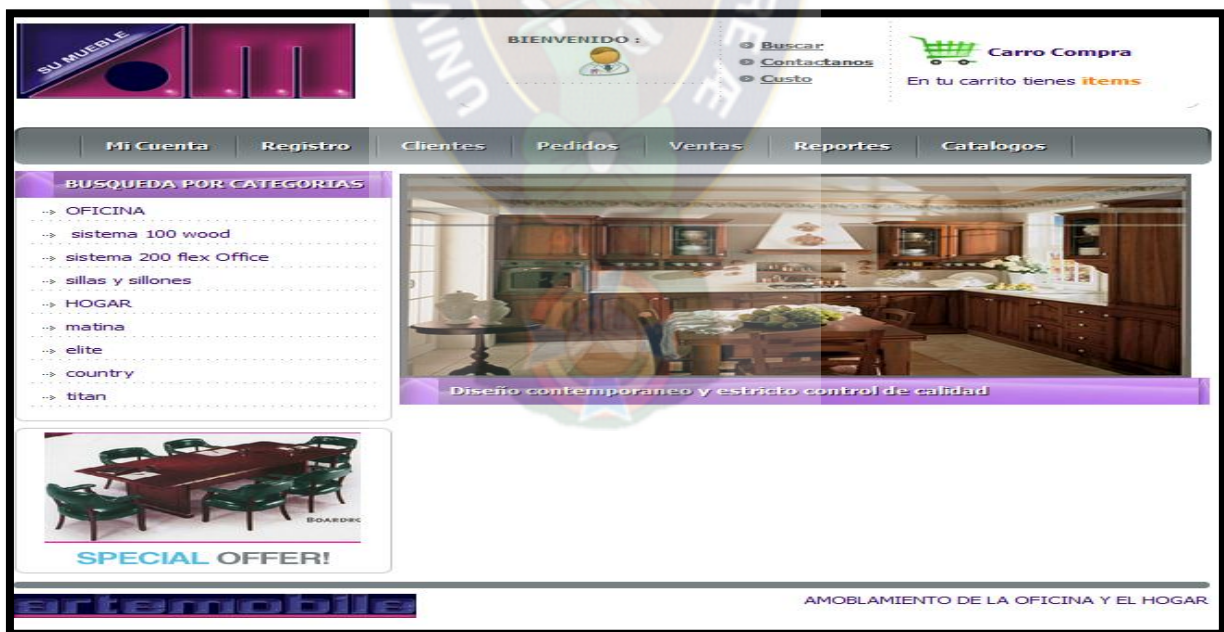 SU MUEBLE
am
BIENVENIDO :
Buscar
Contactanos
Custo
Carro Compra
En tu carrito tienes items
Mi Cuenta Registro Clientes Pedidos Ventas Reportes Catalogos
BUSQUEDA POR CATEGORIAS
OFICINA
sistema 100 wood
sistema 200 flex Office
sillas y sillones
HOGAR
matina
elite
country
titan
Diseño contemporaneo y estricto control de calidad
SPECIAL OFFER!
artemobile
AMOBLAMIENTO DE LA OFICINA Y EL HOGAR